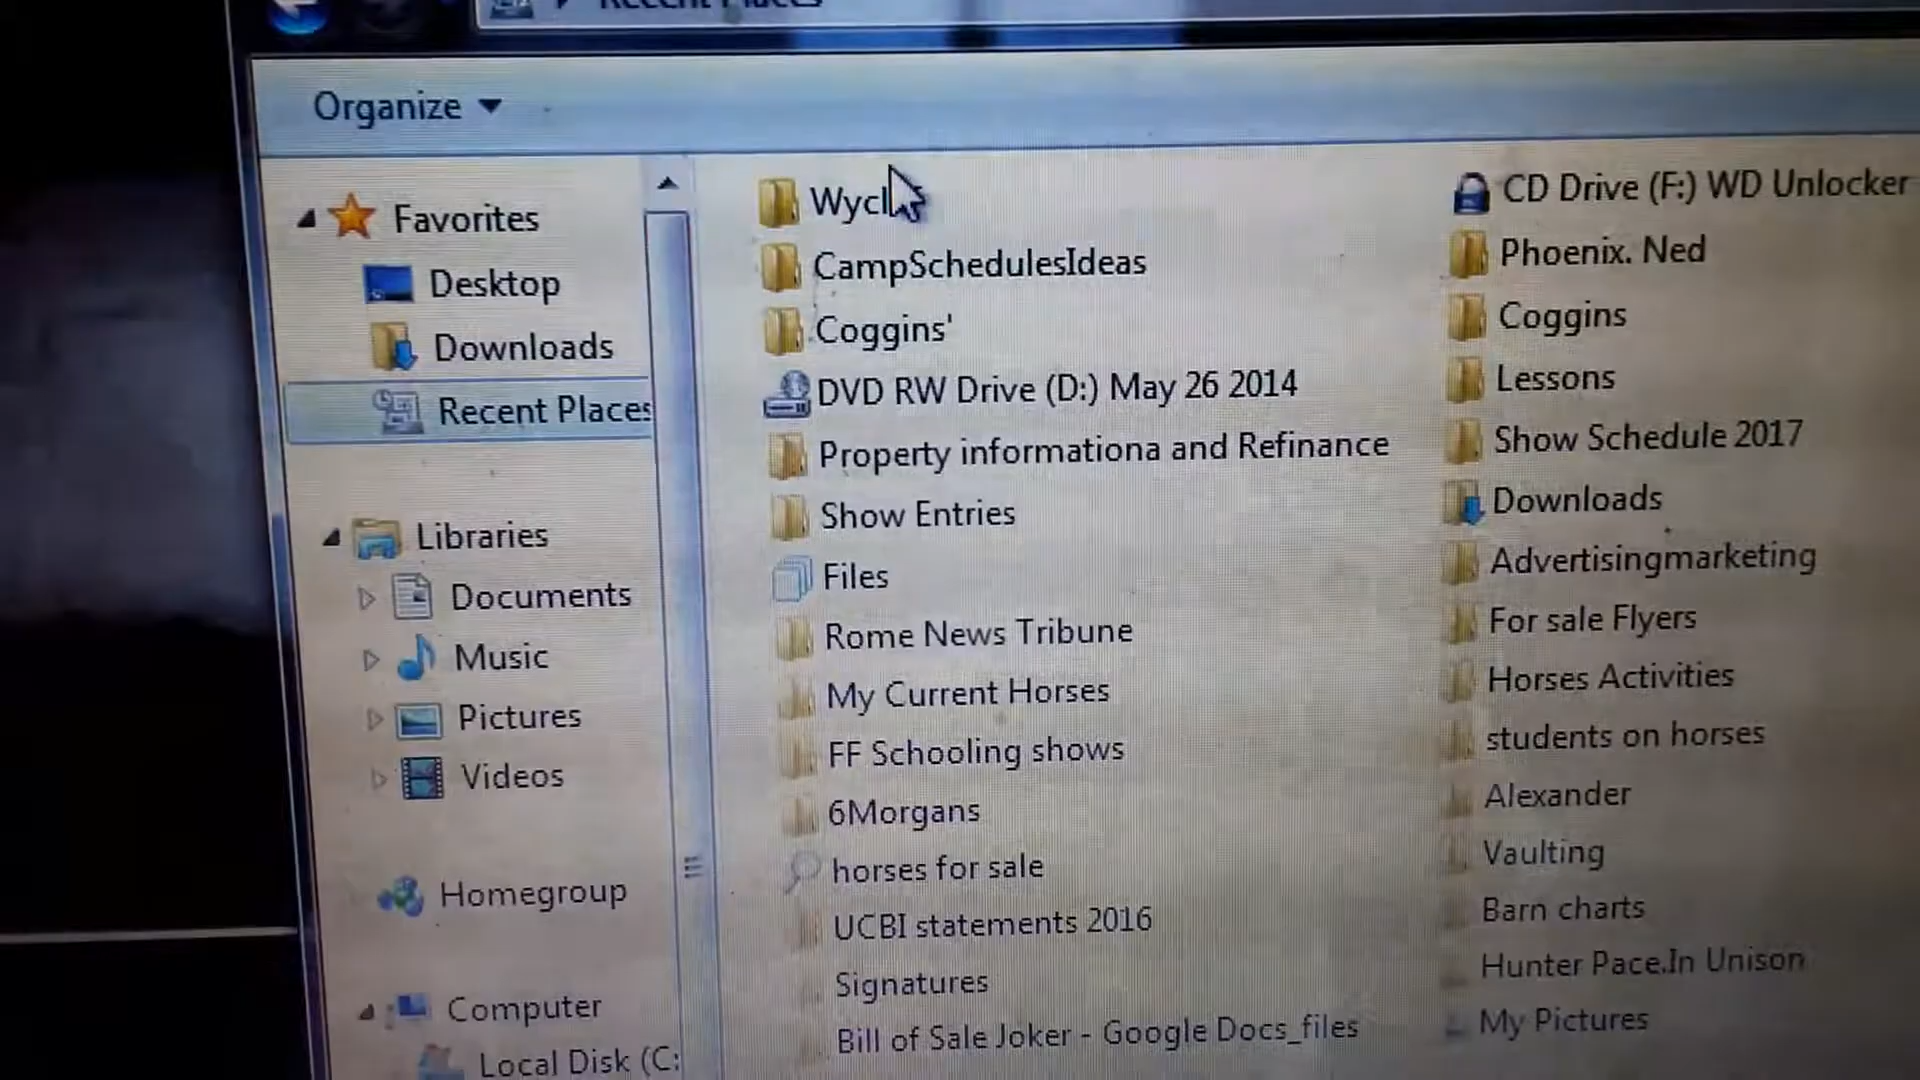 Recent Places
Organize
Favorites
Desktop
Downloads
Recent Places
Libraries
Documents
Music
Pictures
Videos
Homegroup
Computer
Local Disk (C:
CampSchedulesIdeas
Coggins'
DVD RW Drive (D:) May 26 2014
Property informationa and Refinance
Show Entries
Files
Rome News Tribune
My Current Horses
FF Schooling shows
6Morgans
horses for sale
UCBI statements 2016
Signatures
Bill of Sale Joker - Google Docs_files
CD Drive (F:) WD Unlocker
Phoenix. Ned
Coggins
Lessons
Show Schedule 2017
Downloads
Advertisingmarketing
For sale Flyers
Horses Activities
students on horses
Alexander
Vaulting
Barn charts
Hunter Pace.In Unison
My Pictures